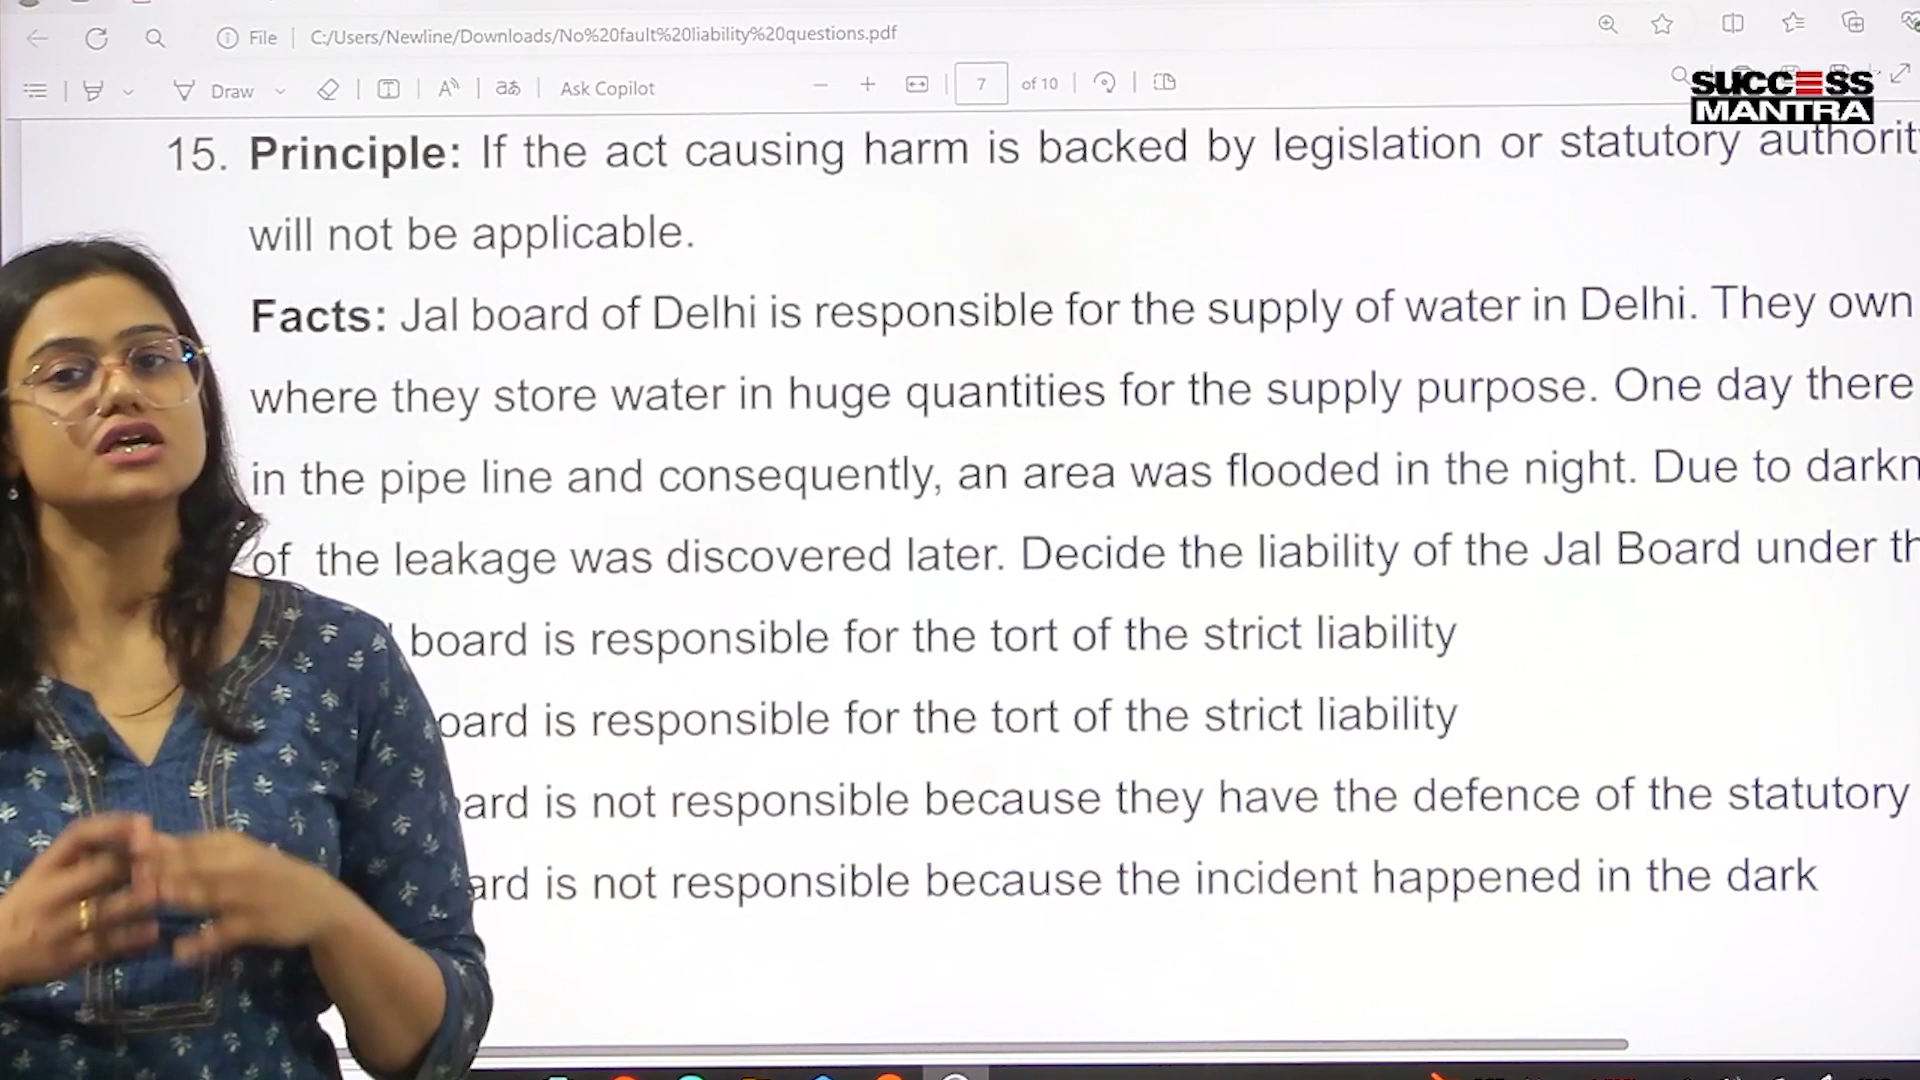 File
C:/Users/Newline/Downloads/No%20fault%20liability%20questions.pdf
Draw
aあ
Ask Copilot
7 of 10
SUCCESS
MANTRA
15. Principle: If the act causing harm is backed by legislation or statutory
will not be applicable.
Facts: Jal board of Delhi is responsible for the supply of water in Delhi. They own
where they store water in huge quantities for the supply purpose. One day there
in the pipe line and consequently, an area was flooded in the night. Due to
of the leakage was discovered later. Decide the liability of the Jal Board under
board is responsible for the tort of the strict liability
is responsible for the tort of the strict liability
is not responsible because they have the defence of the statutory
is not responsible because the incident happened in the dark